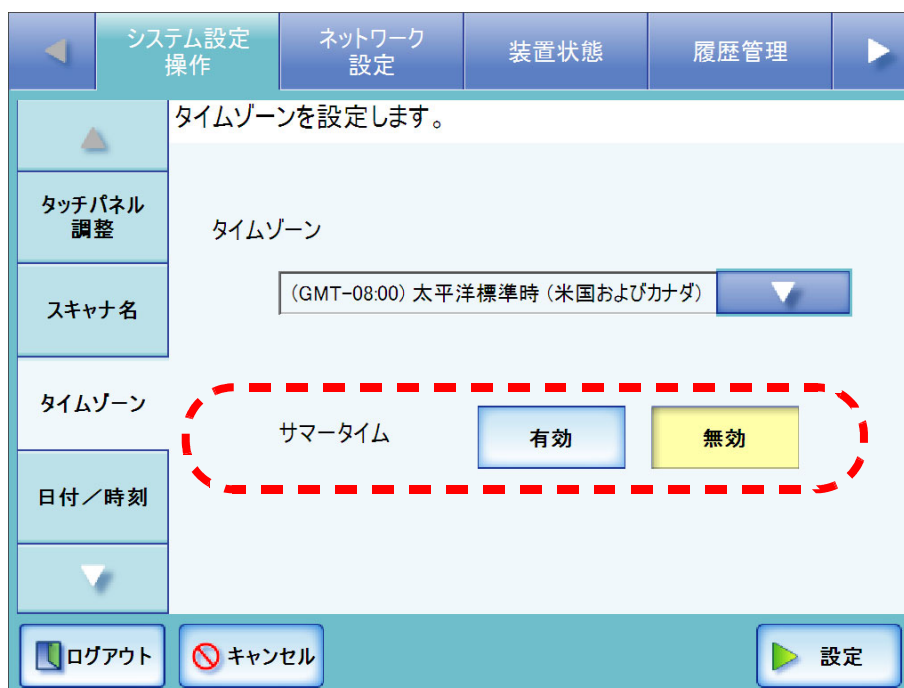 システム設定
操作
ネットワーク
設定
装置状態
履歴管理
タイムゾーンを設定します。
タッチパネル
調整
スキャナ名
タイムゾーン
日付／時刻
タイムゾーン
(GMT-08:00) 太平洋標準時 (米国およびカナダ)
サマータイム
有効
無効
ログアウト
キャンセル
設定